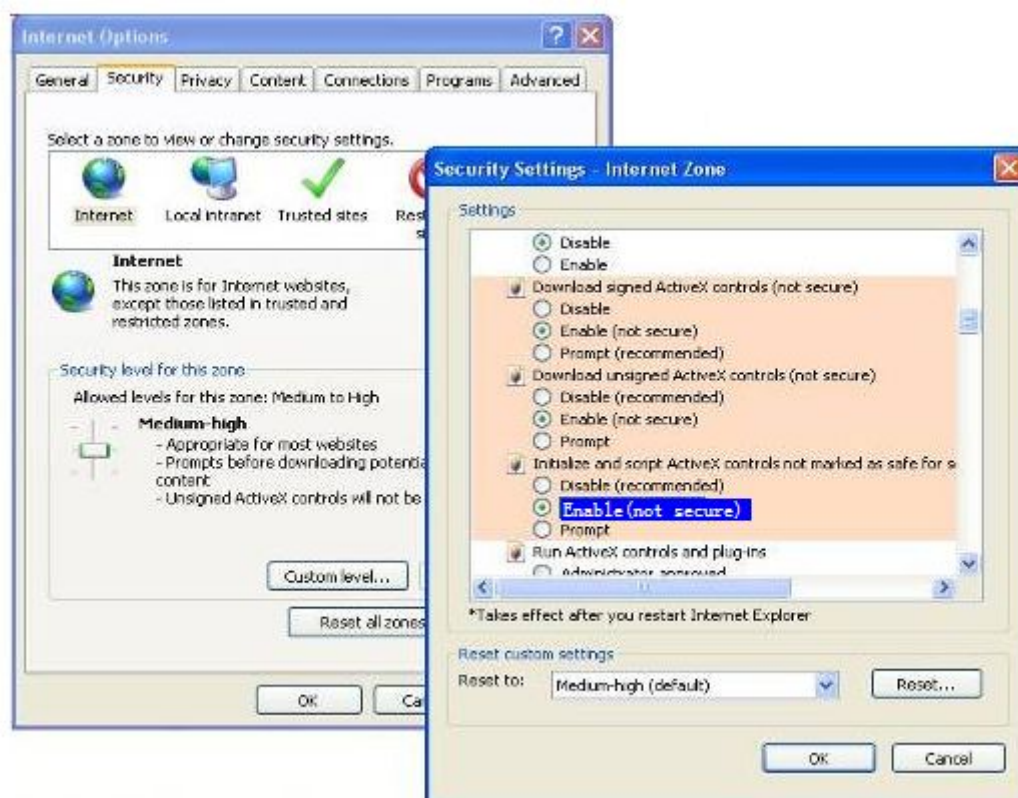 Internet Options
General Security Privacy Content Connections Programs Advanced
Select a zone to view or change security settings.
Internet Local intranet Trusted sites
Internet
This zone is for Internet websites,
except those listed in trusted and
restricted zones.
Security level for this zone
Allowed levels for this zone: Medium to High
Medium-high
- Appropriate for most websites
- Prompts before downloading
content
- Unsigned ActiveX controls will not be
Custom level...
Reset all zones
OK
Security Settings - Internet Zone
Settings
Disable
Enable
Download signed ActiveX controls (not secure)
Disable
Enable (not secure)
Prompt (recommended)
Download unsigned ActiveX controls (not secure)
Disable (recommended)
Enable (not secure)
Prompt
Initialize and script ActiveX controls not marked as safe for s
Disable (recommended)
Enable(not secure)
Prompt
Run ActiveX controls and plug-ins
Administrator approved
*Takes effect after you restart Internet Explorer
Reset custom settings
Reset to: Medium-high (default) Reset...
OK Cancel